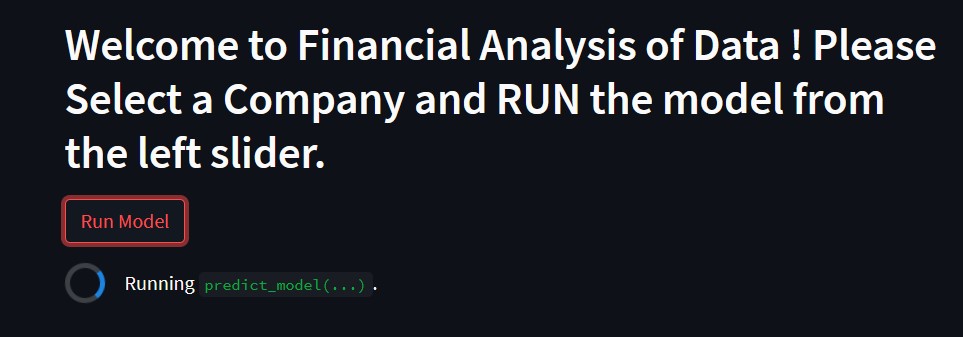 Welcome to Financial Analysis of Data ! Please
Select a Company and RUN the model from
the left slider.
Run Model
Running predict_model(...) .